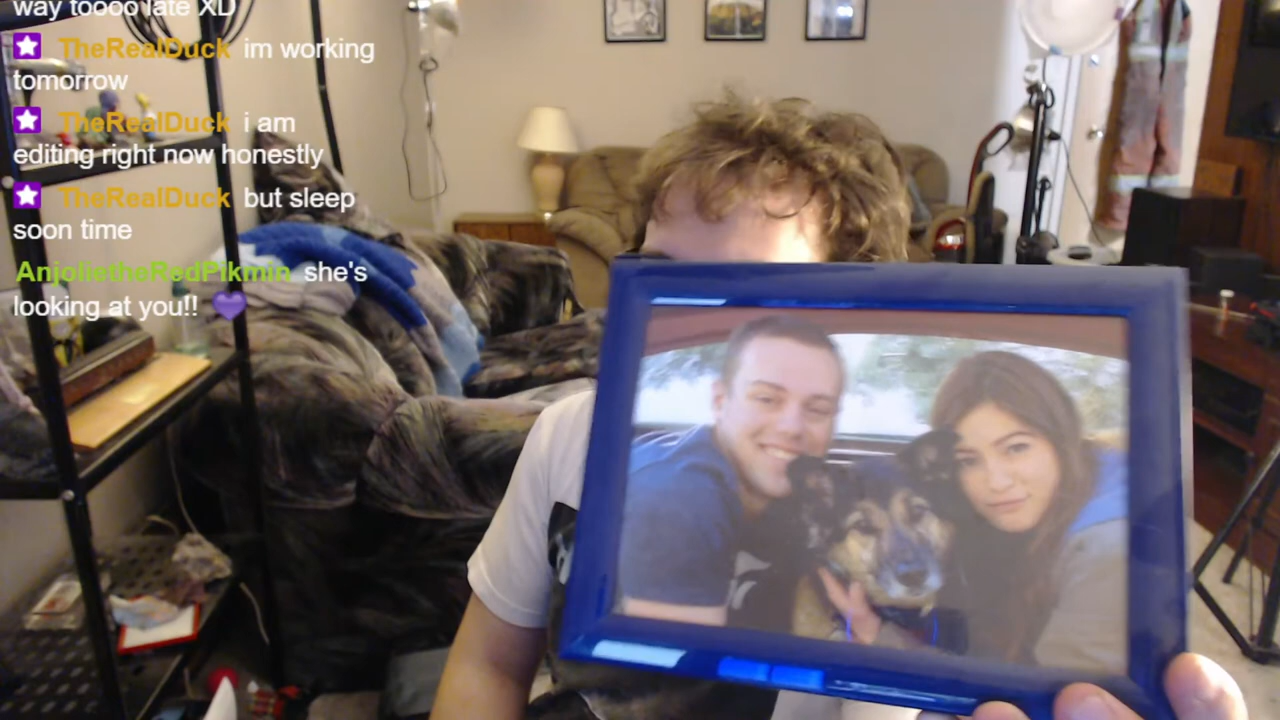 way toooo late XD
TheRealDuck im working
tomorrow
TheRealDuck i am
editing right now honestly
TheRealDuck but sleep
soon time
AnjolietheRedPIkmin she's
looking at you!!